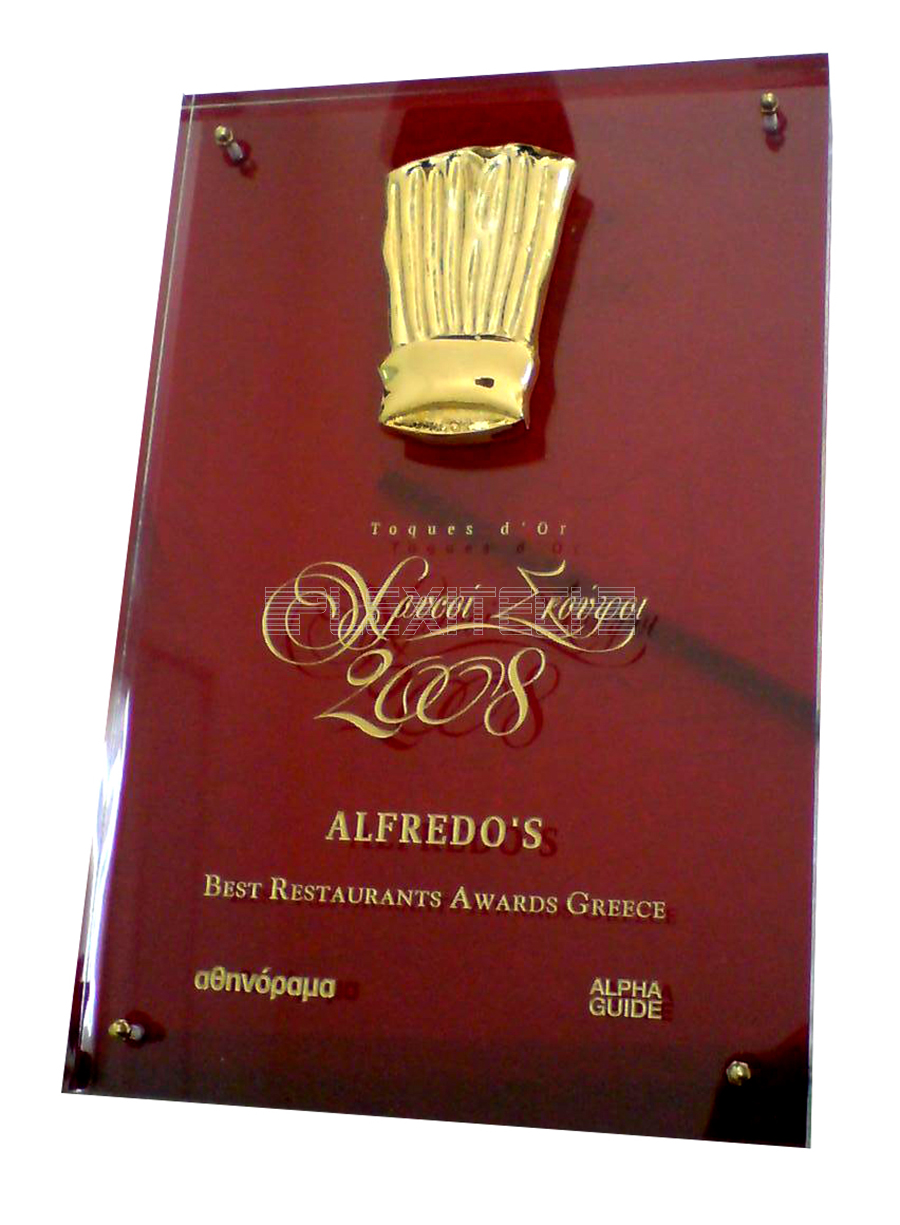 Toques d'Or
Χρυσοί Σκούφοι
2008
ALFREDO'S
BEST RESTAURANTS AWARDS GREECE
αθηνόραμα
ALPHA
GUIDE